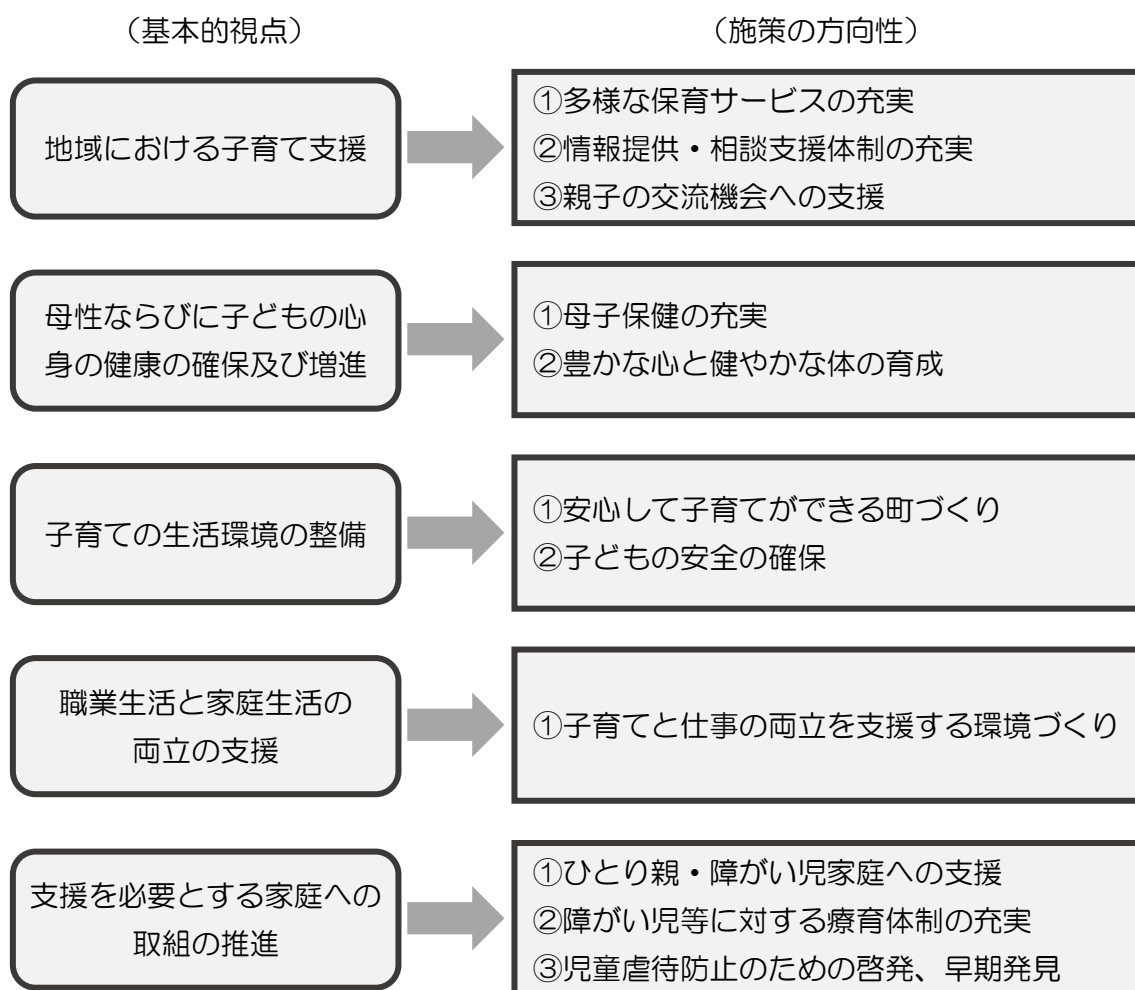 (基本的視点)
(施策の方向性)
地域における子育て支援
①多様な保育サービスの充実
②情報提供・相談支援体制の充実
③親子の交流機会への支援
母性ならびに子どもの心
身の健康の確保及び増進
①母子保健の充実
②豊かな心と健やかな体の育成
子育ての生活環境の整備
①安心して子育てができる町づくり
②子どもの安全の確保
職業生活と家庭生活の
両立の支援
①子育てと仕事の両立を支援する環境づくり
支援を必要とする家庭への
取組の推進
①ひとり親・障がい児家庭への支援
②障がい児等に対する療育体制の充実
③児童虐待防止のための啓発、早期発見